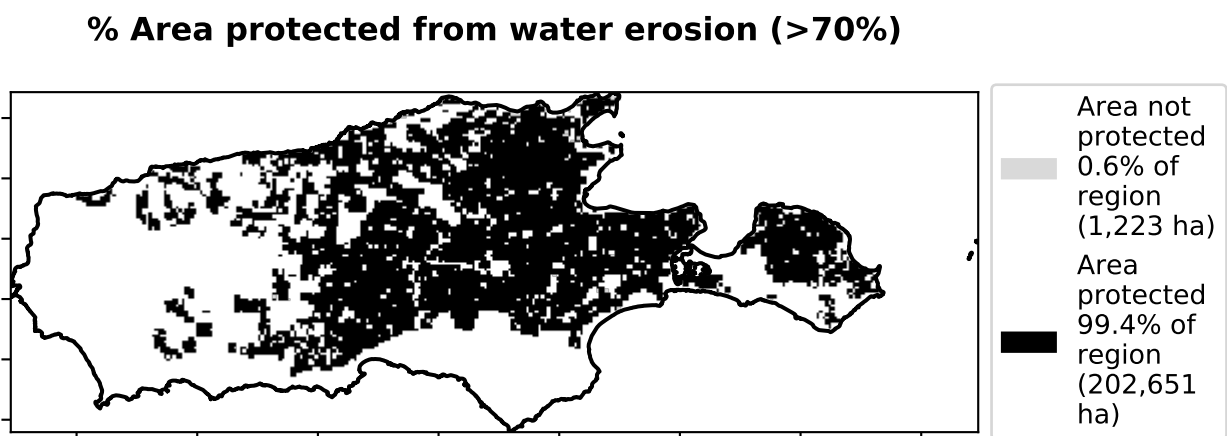 % Area protected from water erosion (>70%)
Area not
protected
0.6% of
region
(1,223 ha)
Area
protected
99.4% of
region
(202,651
ha)